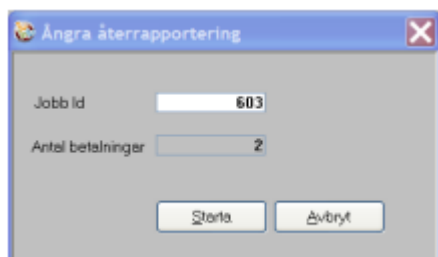 Ångra återrapportering
Jobb Id 603
Antal betalningar 2
Starta Avbryt